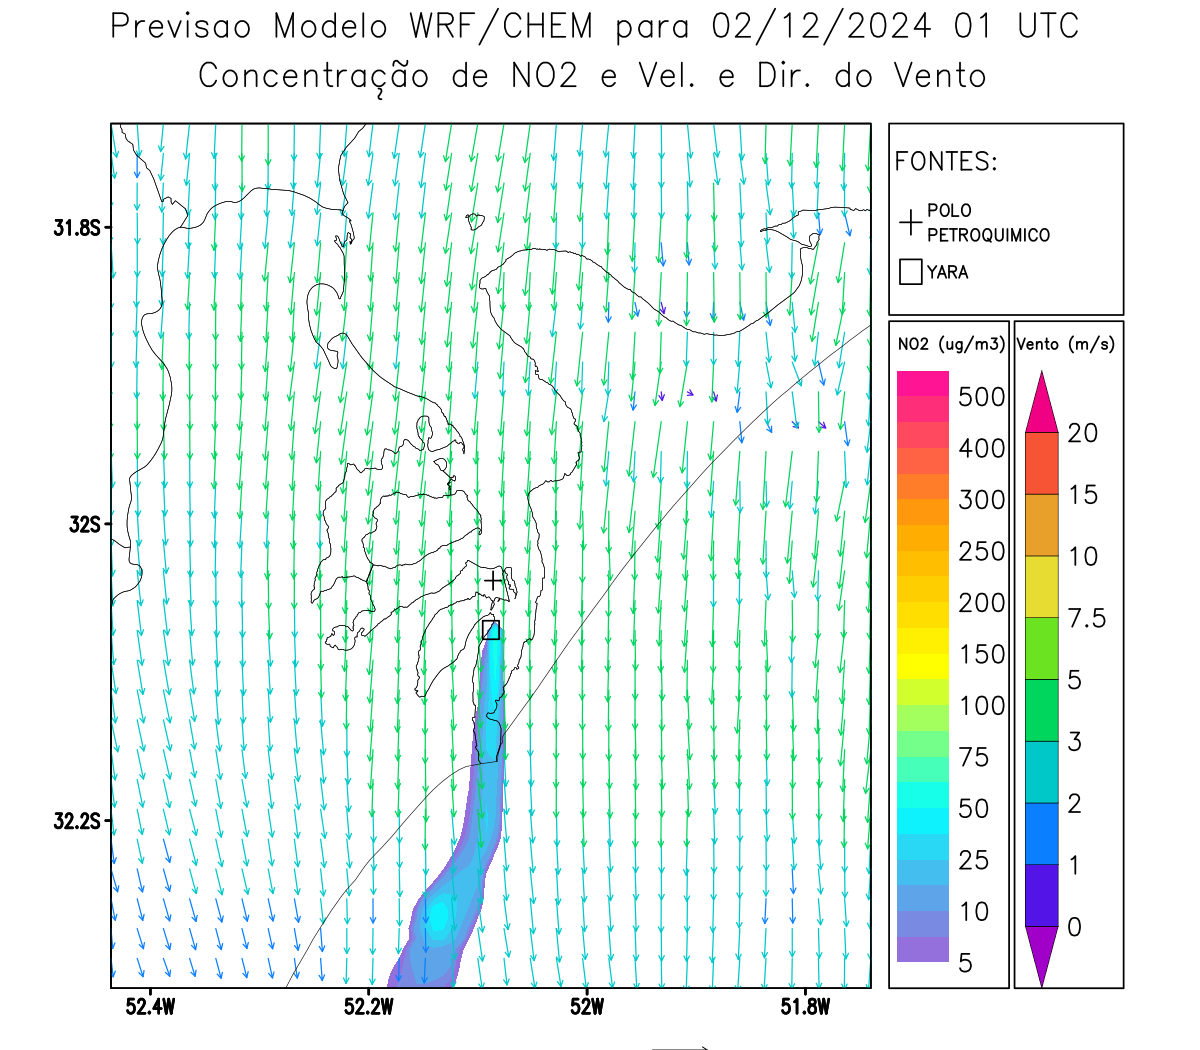 Previsao Modelo WRF/CHEM para 02/12/2024 01 UTC
Concentração de NO2 e Vel. e Dir. do Vento
FONTES:
POLO
PETROQUIMICO
YARA
NO2 (ug/m3)
500
400
300
250
200
150
100
75
50
25
10
5
Vento (m/s)
20
15
10
7.5
5
3
2
1
0
31.8S
32S
32.2S
52.4W
52.2W
52W
51.8W